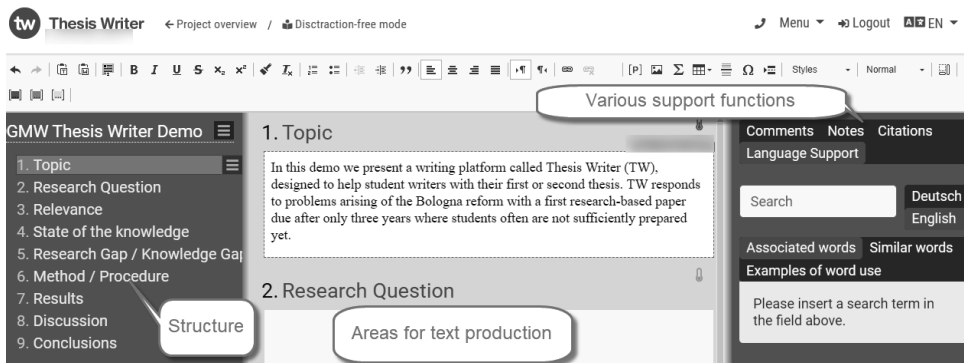 tw Thesis Writer ← Project overview / Disctraction-free mode Menu Logout EN
B I U S x₂ x² Tx [P] Σ Ω Styles Normal
Various support functions
GMW Thesis Writer Demo
1. Topic
2. Research Question
3. Relevance
4. State of the knowledge
5. Research Gap / Knowledge Gap
6. Method / Procedure
7. Results
8. Discussion
9. Conclusions
Structure
1. Topic
In this demo we present a writing platform called Thesis Writer (TW),
designed to help student writers with their first or second thesis. TW responds
to problems arising of the Bologna reform with a first research-based paper
due after only three years where students often are not sufficiently prepared
yet.
2. Research Question
Areas for text production
Comments Notes Citations
Language Support
Search
Deutsch
English
Associated words Similar words
Examples of word use
Please insert a search term in
the field above.